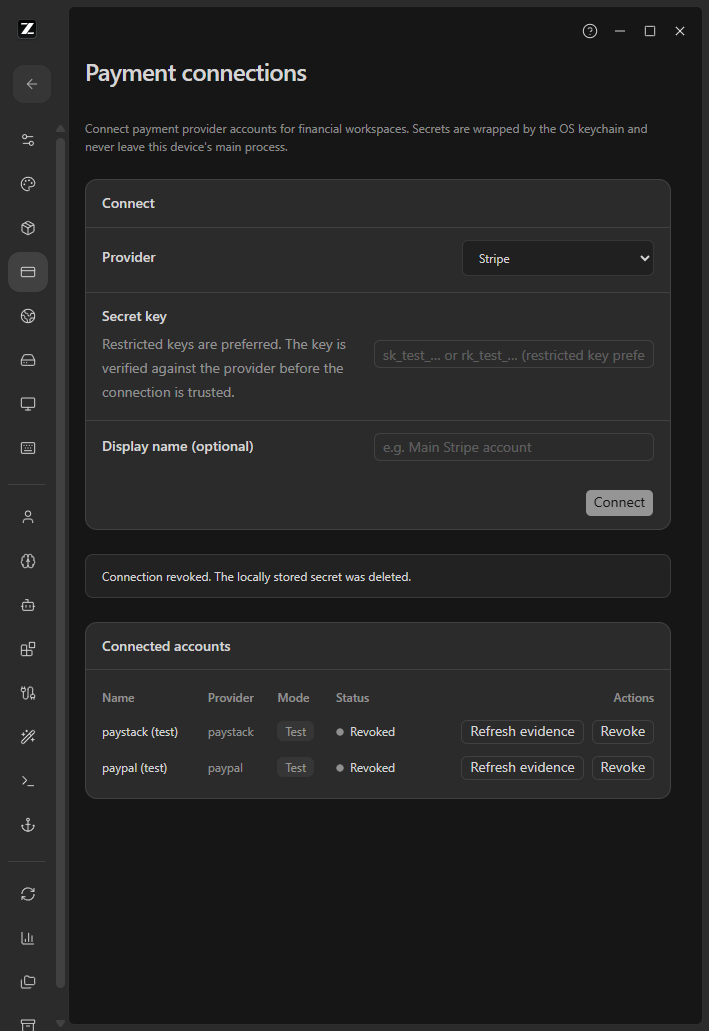 Z
Payment connections
Connect payment provider accounts for financial workspaces. Secrets are wrapped by the OS keychain and
never leave this device's main process.
Connect
Provider
Stripe
Secret key
Restricted keys are preferred. The key is
verified against the provider before the
connection is trusted.
sk_test_... or rk_test_... (restricted key prefe
Display name (optional)
e.g. Main Stripe account
Connect
Connection revoked. The locally stored secret was deleted.
Connected accounts
Name Provider Mode Status Actions
paystack (test) paystack Test Revoked Refresh evidence Revoke
paypal (test) paypal Test Revoked Refresh evidence Revoke